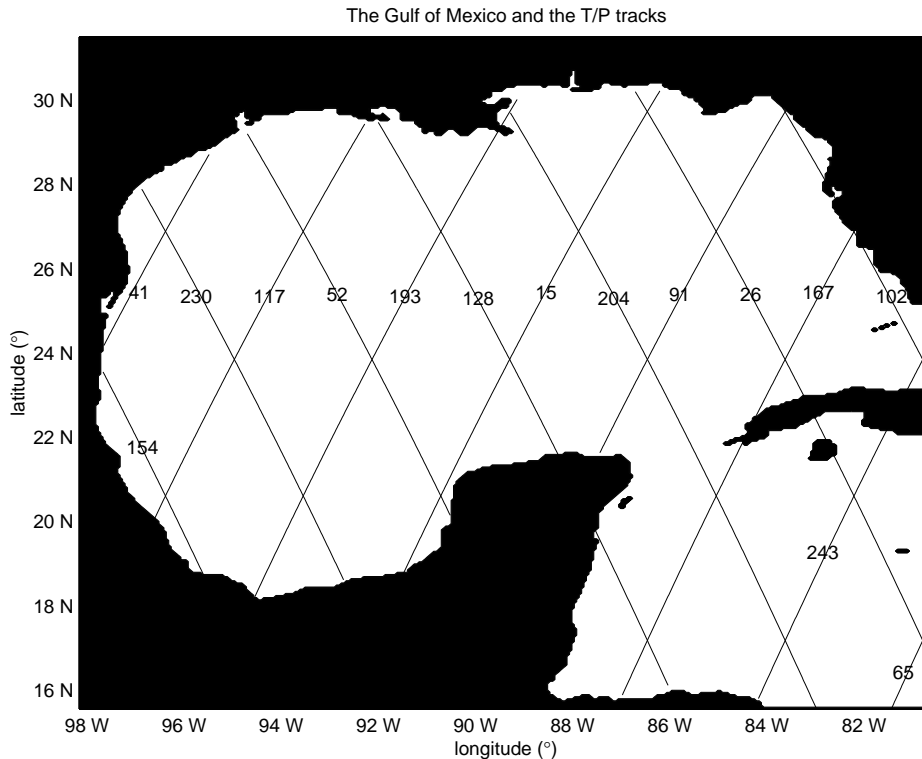 The Gulf of Mexico and the T/P tracks
30 N
28 N
26 N
41 230 117 52 193 128 15 204 91 26 167 102
24 N
latitude (°)
22 N
154
20 N
243
18 N
65
16 N
98 W 96 W 94 W 92 W 90 W 88 W 86 W 84 W 82 W
longitude (°)